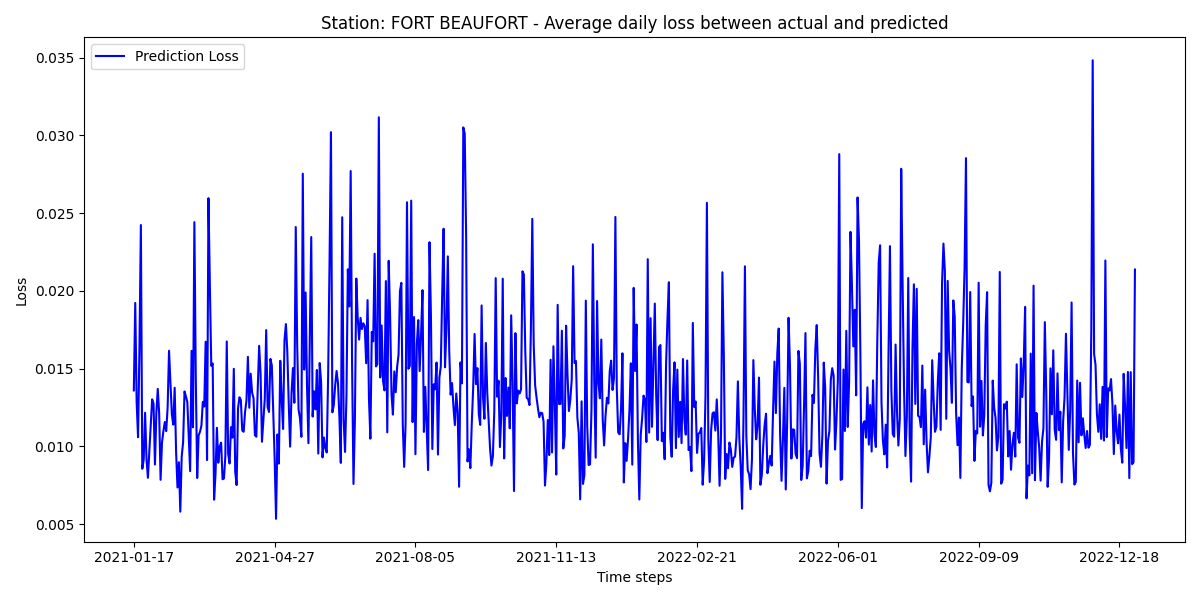 Station: FORT BEAUFORT - Average daily loss between actual and predicted
Prediction Loss
0.035
0.030
0.025
0.020
0.015
0.010
0.005
Loss
2021-01-17 2021-04-27 2021-08-05 2021-11-13 2022-02-21 2022-06-01 2022-09-09 2022-12-18
Time steps